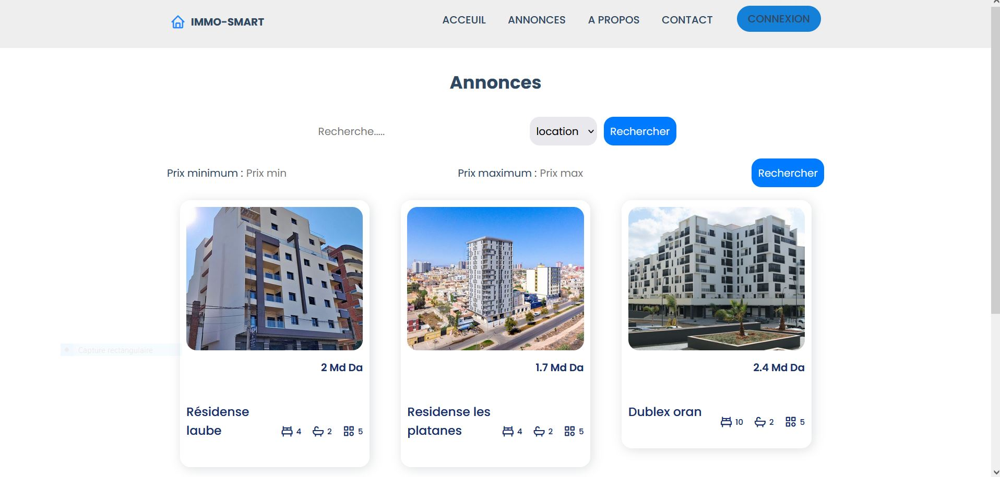 IMMO-SMART
ACCEUIL ANNONCES A PROPOS CONTACT CONNEXION
Annonces
Recherche..... location Rechercher
Prix minimum : Prix min Prix maximum : Prix max Rechercher
Capture rectangulaire
2 Md Da
Résidense
laube
4 2 5
1.7 Md Da
Residense les
platanes
4 2 5
2.4 Md Da
Dublex oran
10 2 5